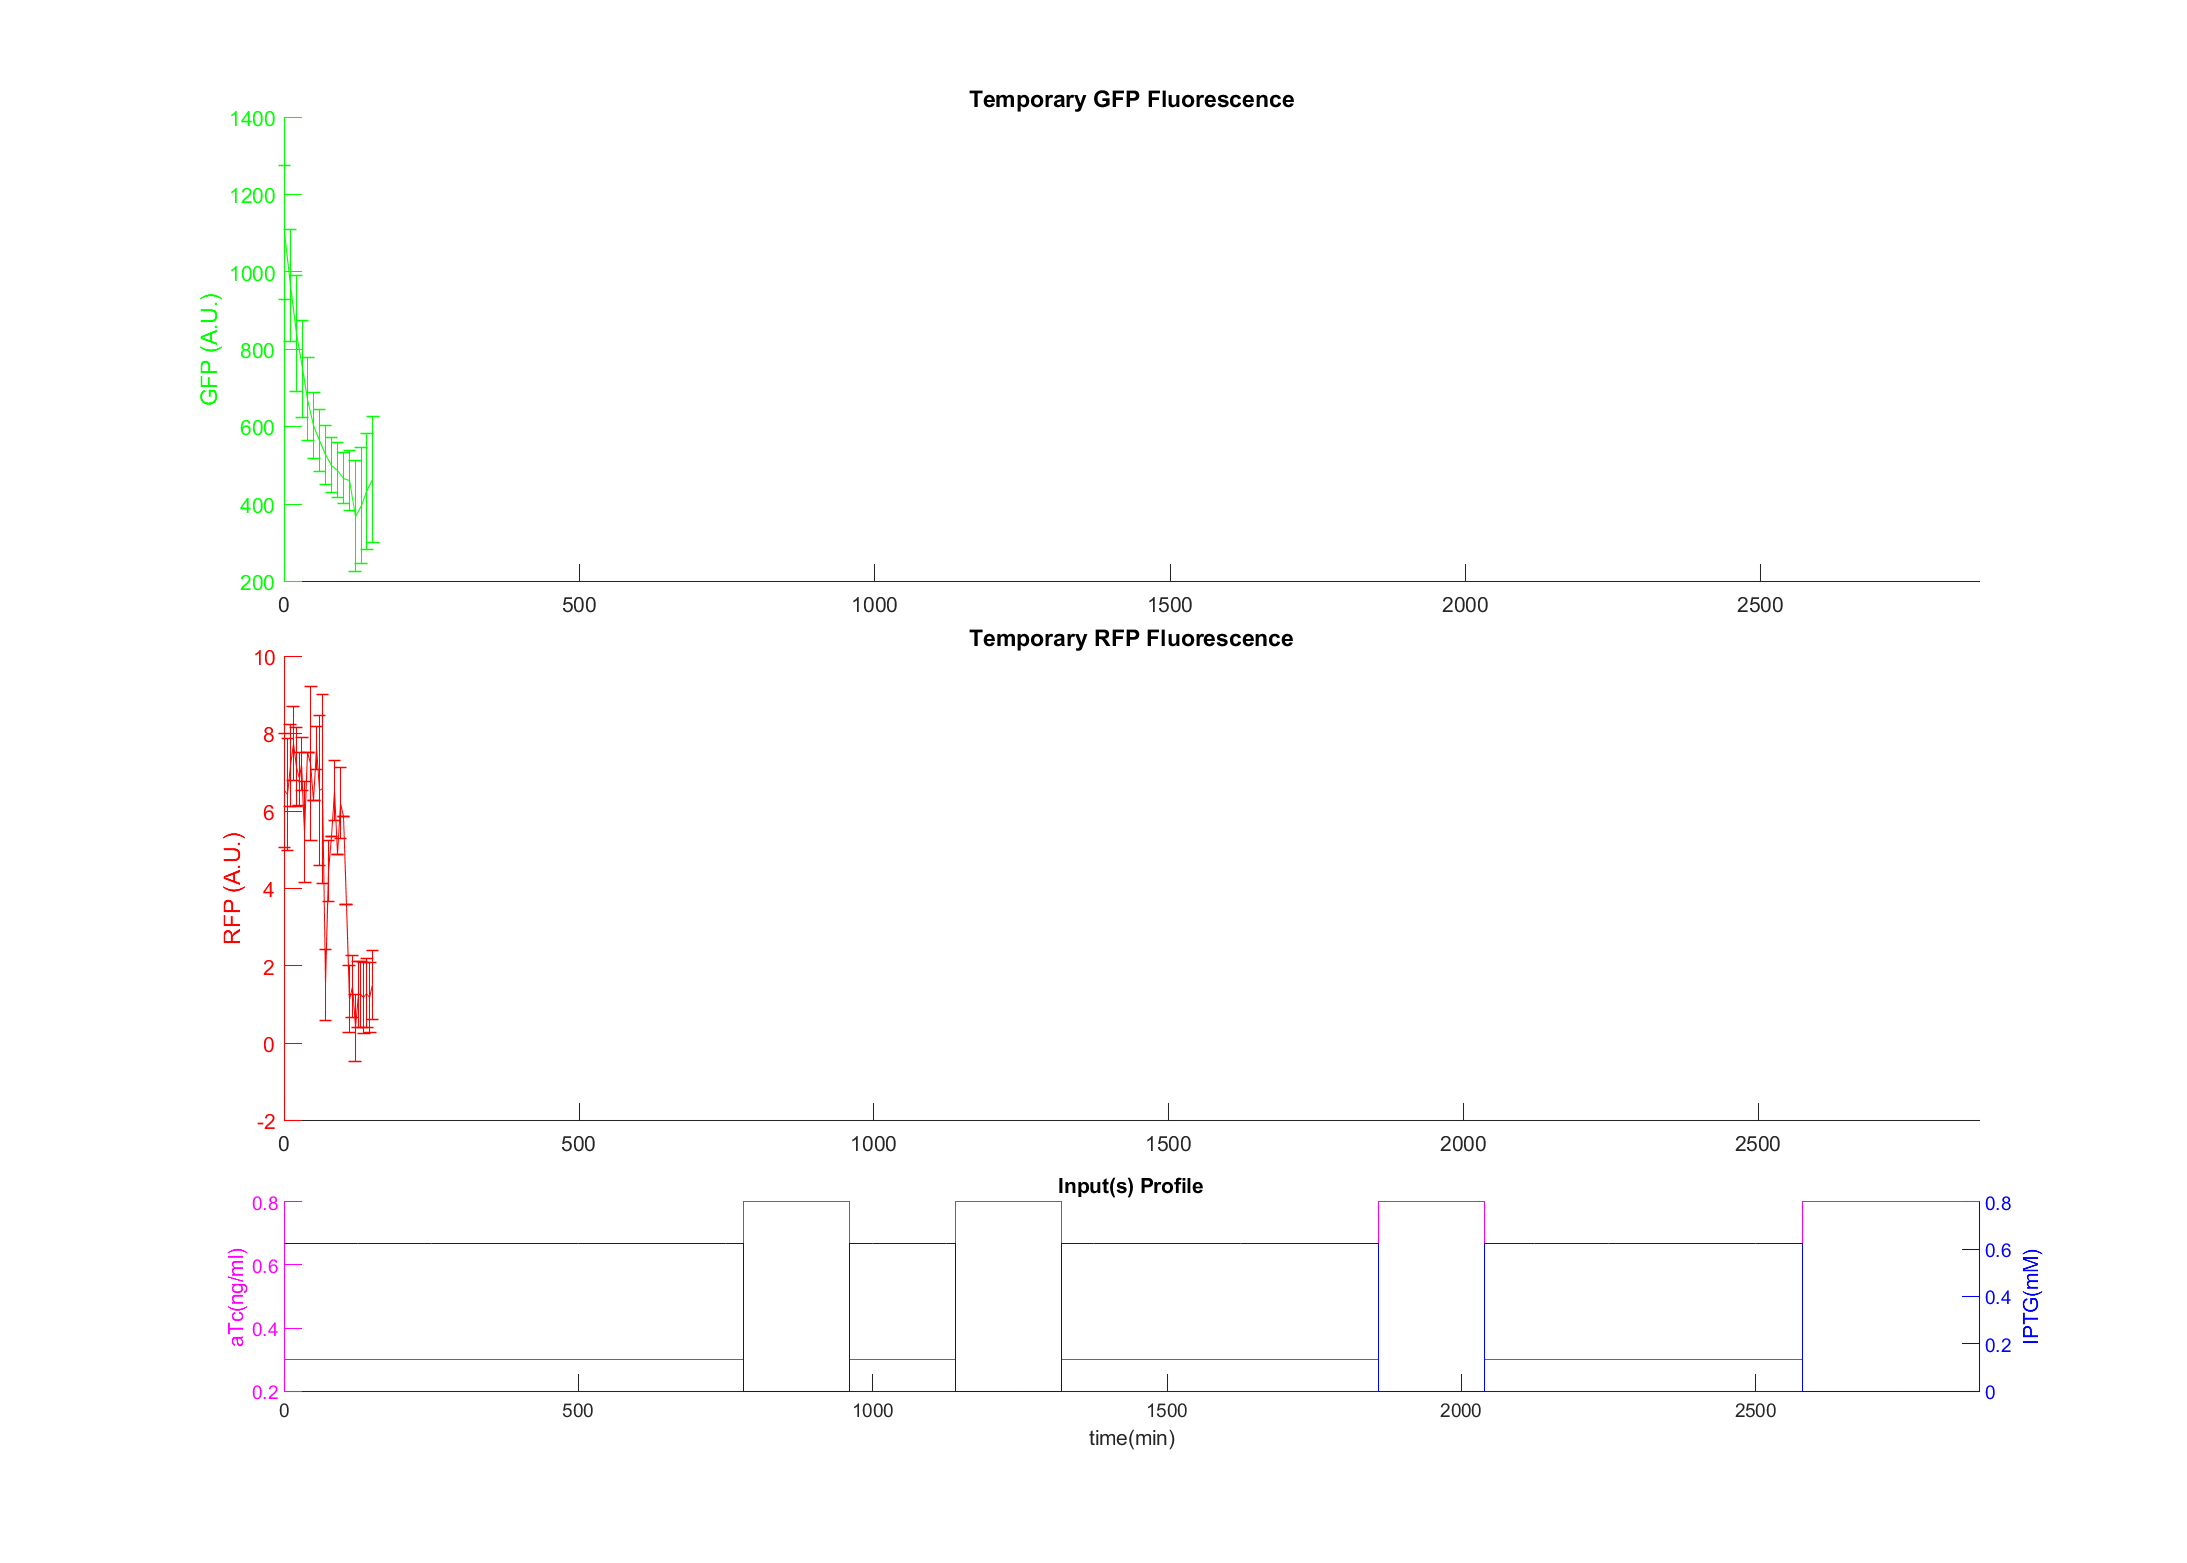 Temporary GFP Fluorescence
1400
1200
1000
800
600
400
200
GFP (A.U.)
0 500 1000 1500 2000 2500
Temporary RFP Fluorescence
10
8
6
4
2
0
-2
RFP (A.U.)
0 500 1000 1500 2000 2500
Input(s) Profile
0.8
0.6
0.4
0.2
aTc(ng/ml)
0.8
0.6
0.4
0.2
0
IPTG(mM)
0 500 1000 1500 2000 2500
time(min)